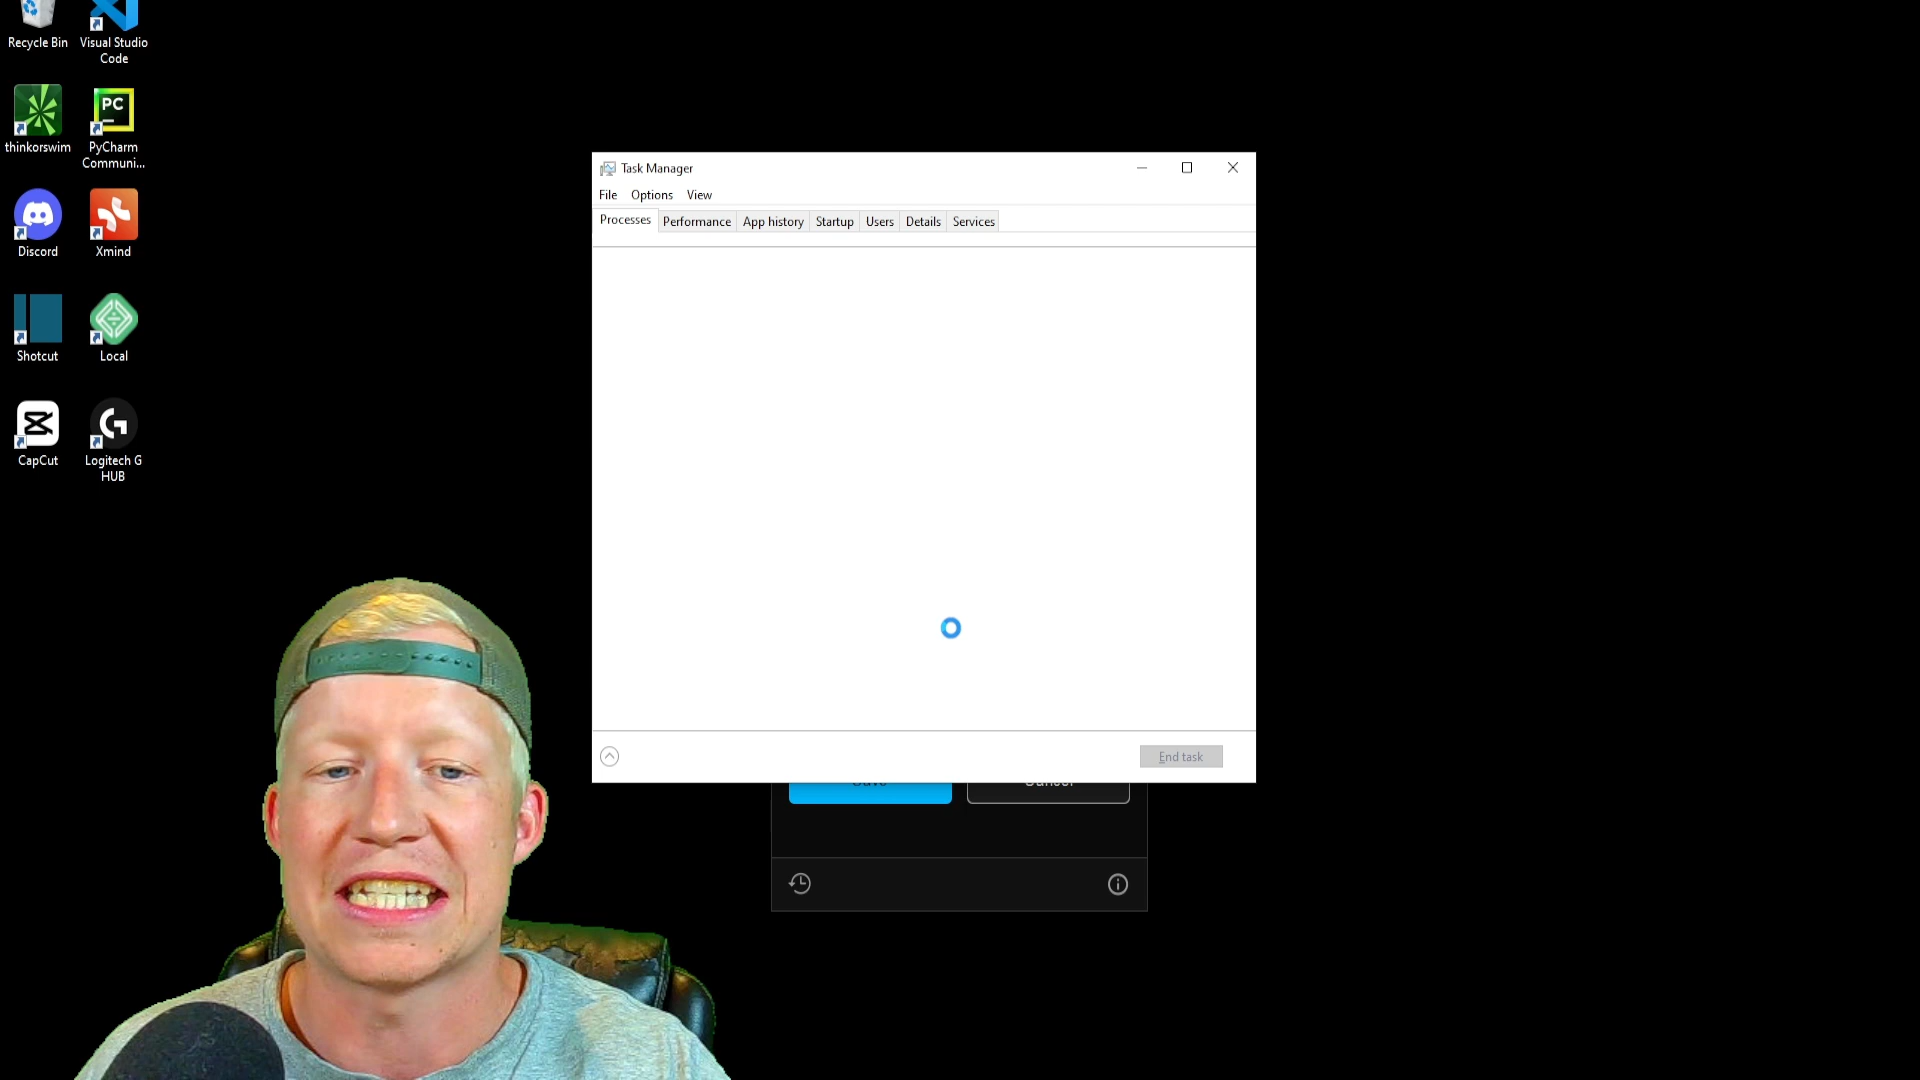 Recycle Bin
Visual Studio
Code
thinkorswim
PC
PyCharm
Communi...
Discord
Xmind
Shotcut
Local
CapCut
Logitech G
HUB
Task Manager
File Options View
Processes Performance App history Startup Users Details Services
End task